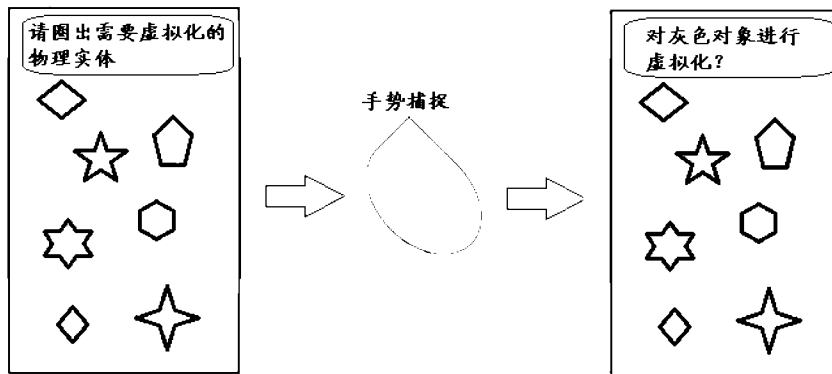 请圈出需要虚拟化的
物理实体
手势捕捉
对灰色对象进行
虚拟化？